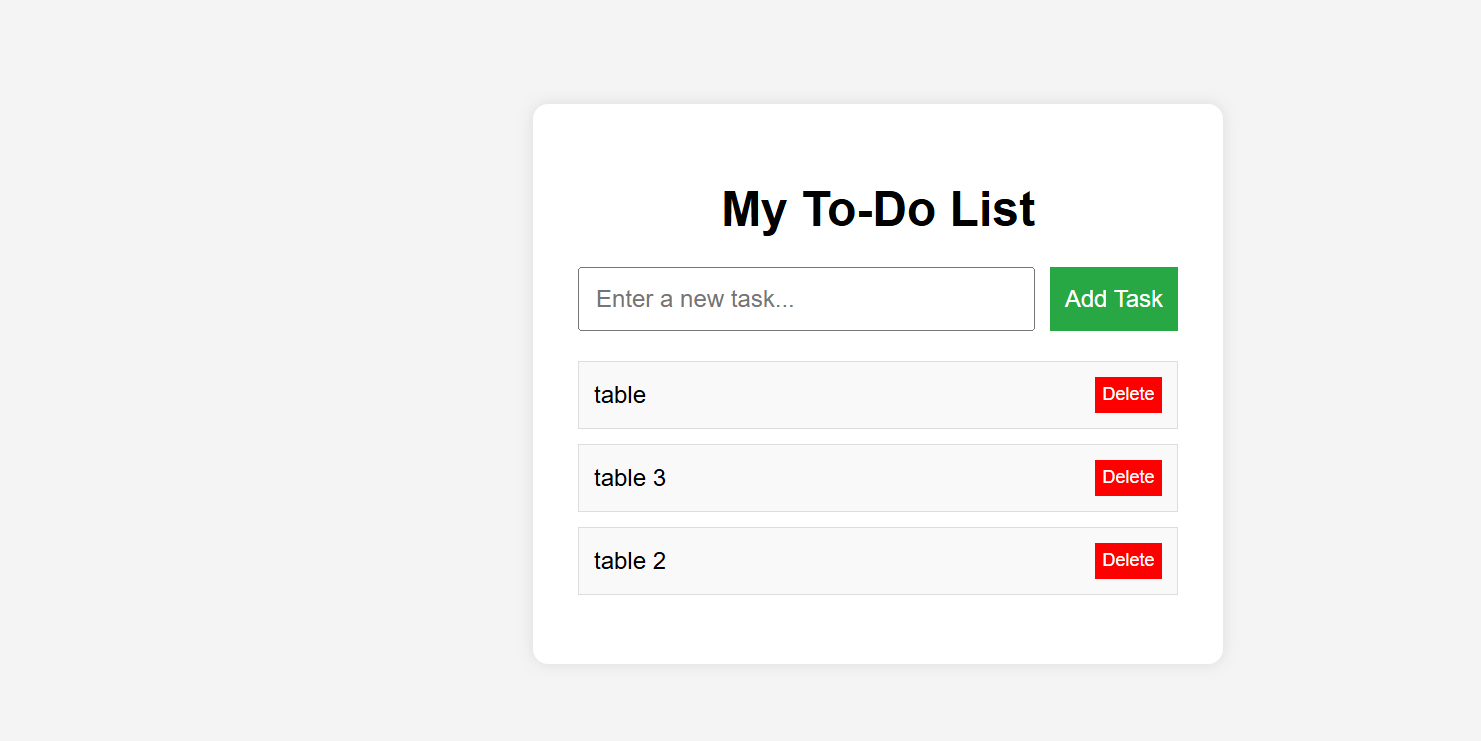 My To-Do List
Enter a new task...
Add Task
table
Delete
table 3
Delete
table 2
Delete